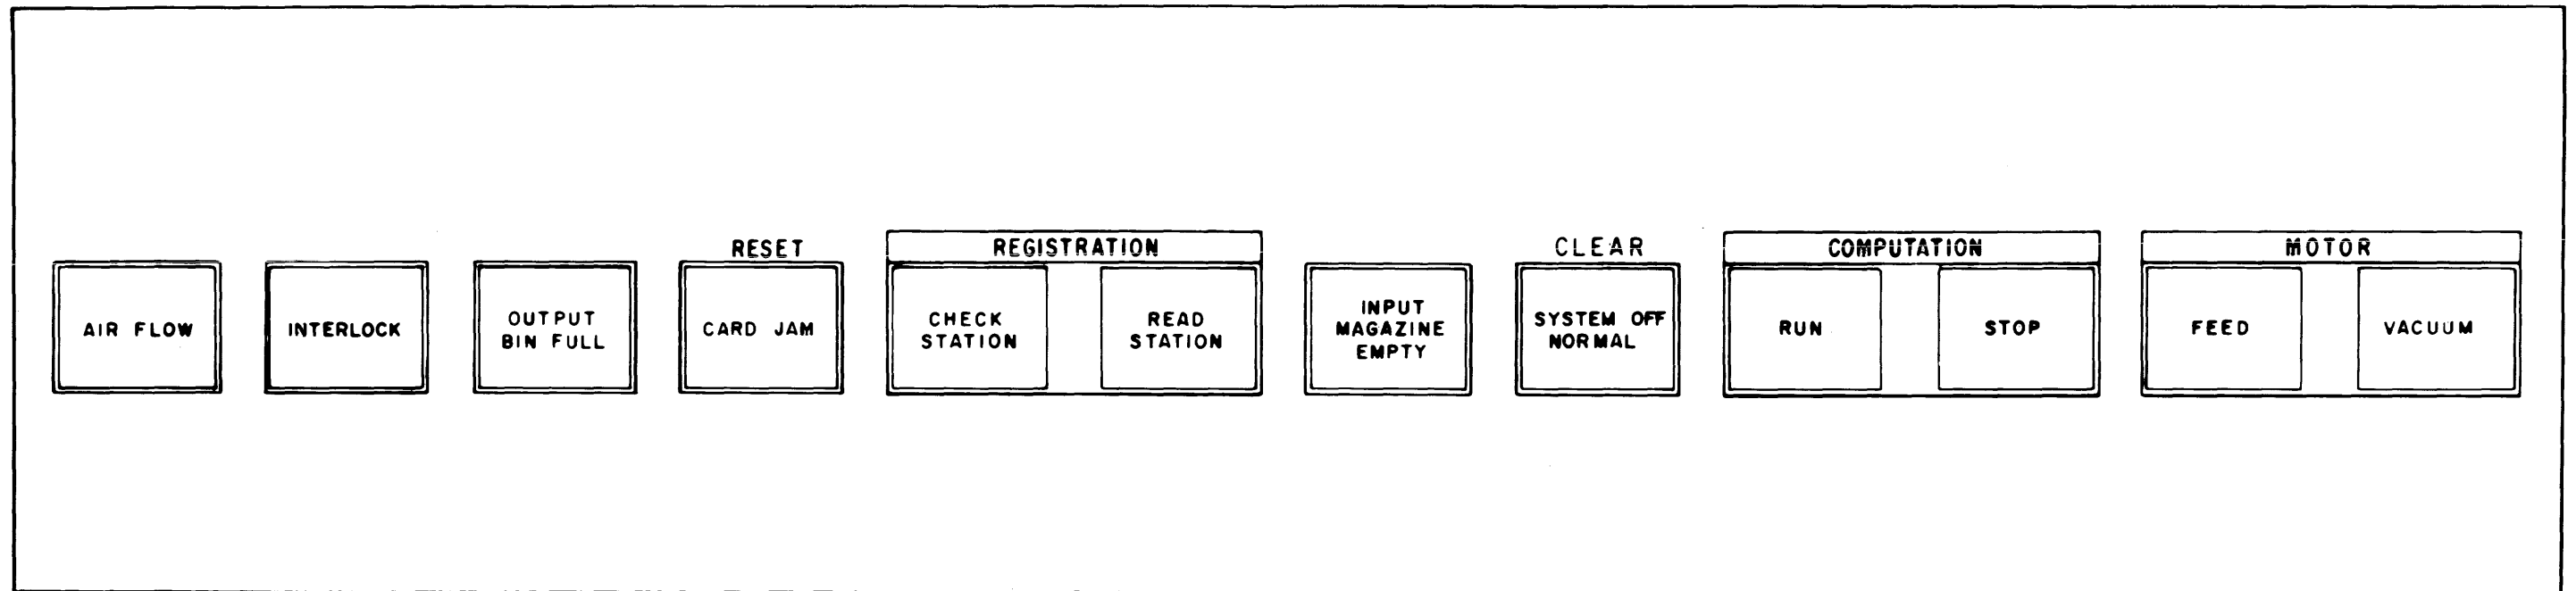 AIR FLOW
INTERLOCK
OUTPUT
BIN FULL
RESET
CARD JAM
REGISTRATION
CHECK
STATION
READ
STATION
INPUT
MAGAZINE
EMPTY
CLEAR
SYSTEM OFF
NORMAL
COMPUTATION
RUN
STOP
MOTOR
FEED
VACUUM